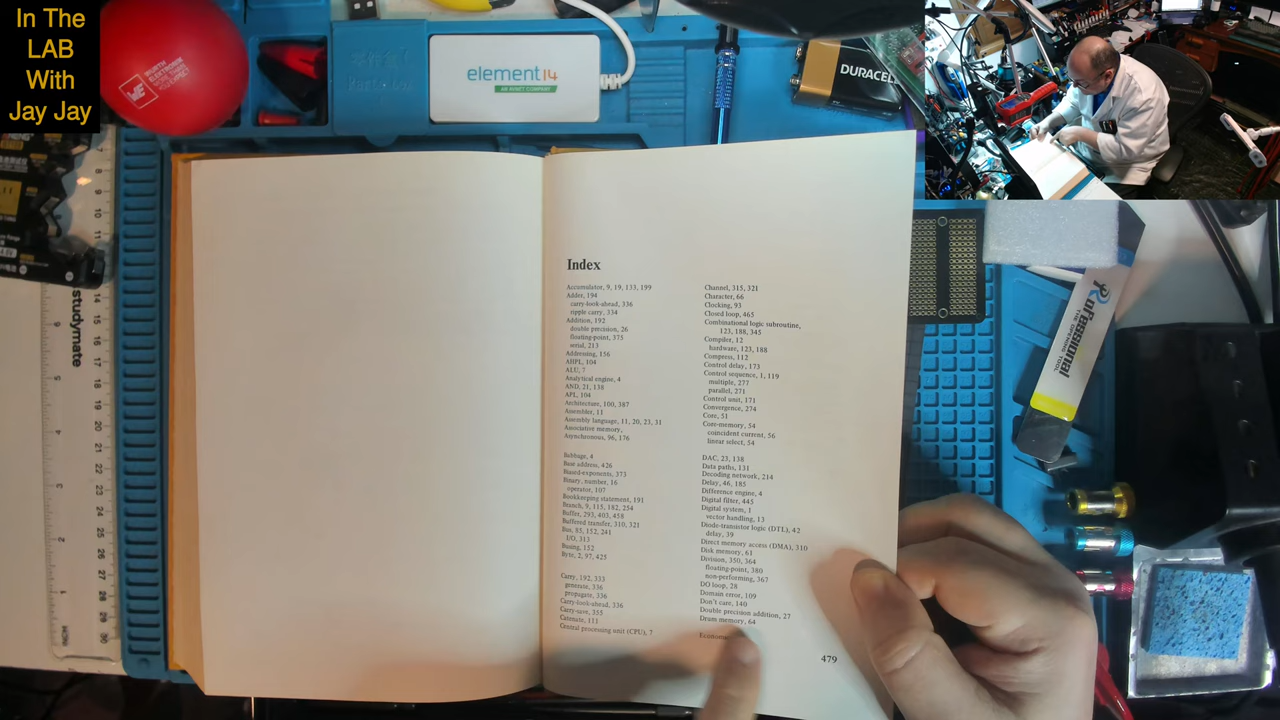 In The
LAB
With
Jay Jay
WÜRTH
ELEKTRONIK
MORE THAN
YOU EXPECT
element14
AN AVNET COMPANY
DURACELL
studymate
Professional
THE OPENING TOOL
Index
Accumulator, 9, 19, 133, 199
Adder, 194
carry-look-ahead, 336
ripple carry, 334
Addition, 192
double precision, 26
floating-point, 375
serial, 213
Addressing, 156
AHPL, 104
ALU, 7
Analytical engine, 4
AND, 21, 138
APL, 104
Architecture, 100, 387
Assembler, 11
Assembly language, 11, 20, 23, 31
Associative memory,
Asynchronous, 96, 176
Babbage, 4
Base address, 426
Biased-exponents, 373
Binary, number, 16
operator, 107
Bookkeeping statement, 191
Branch, 9, 115, 182, 254
Buffer, 293, 403, 458
Buffered transfer, 310, 321
Bus, 85, 152, 241
I/O, 313
Busing, 152
Byte, 2, 97, 425
Carry, 192, 333
generate, 336
propagate, 336
Carry-look-ahead, 336
Carry-save, 355
Catenate, 111
Central processing unit (CPU), 7
Channel, 315, 321
Character, 66
Clocking, 93
Closed loop, 465
Combinational logic subroutine,
123, 188, 345
Compiler, 12
hardware, 123, 188
Compress, 112
Control delay, 173
Control sequence, 1, 119
multiple, 277
parallel, 271
Control unit, 171
Convergence, 274
Core, 51
Core-memory, 54
coincident current, 56
linear select, 54
DAC, 23, 138
Data paths, 131
Decoding network, 214
Delay, 46, 185
Difference engine, 4
Digital filter, 445
Digital system, 1
vector handling, 13
Diode-transistor logic (DTL), 42
delay, 39
Direct memory access (DMA), 310
Disk memory, 61
Division, 350, 364
floating-point, 380
non-performing, 367
DO loop, 28
Domain error, 109
Don't care, 140
Double precision addition, 27
Drum memory, 64
479